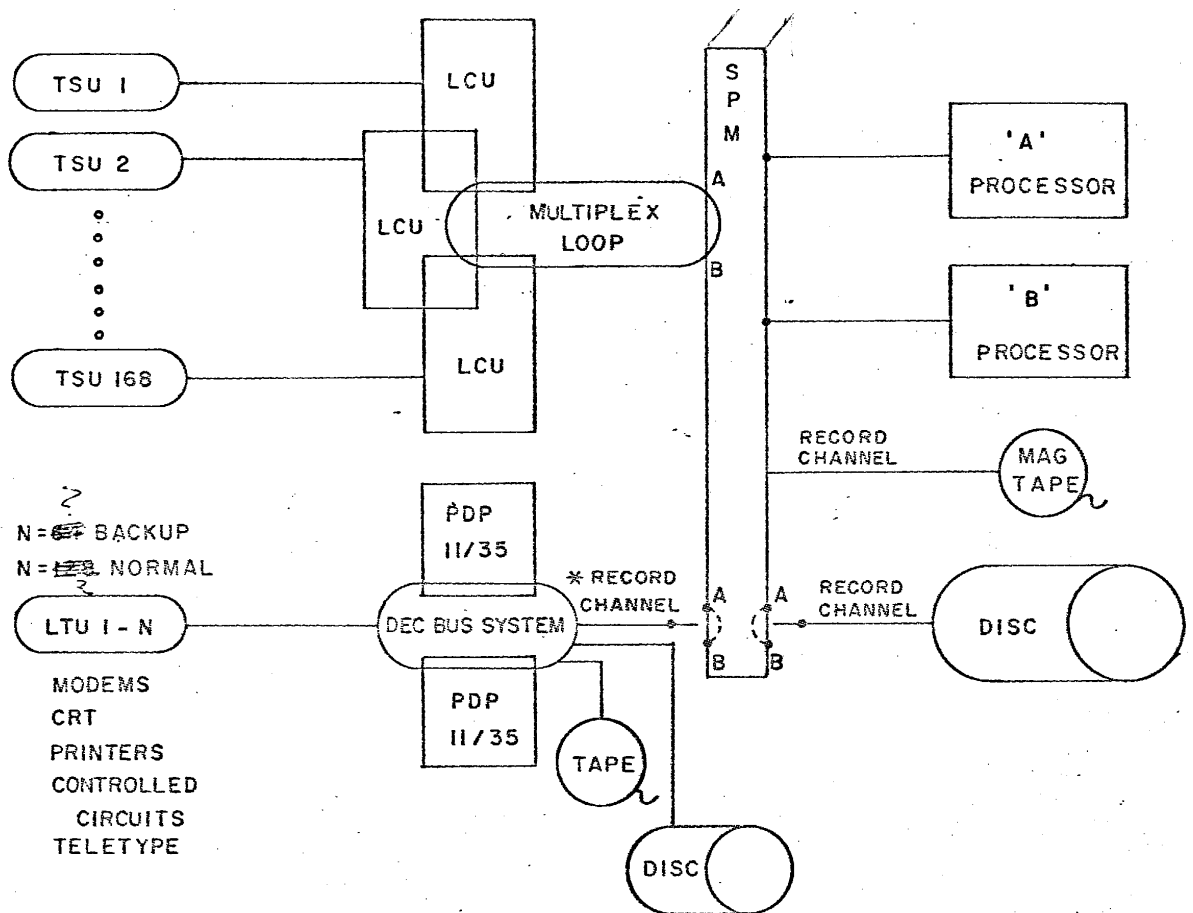 TSU 1
TSU 2
TSU 168
LCU
LCU
LCU
MULTIPLEX
LOOP
S
P
M
A
B
'A'
PROCESSOR
'B'
PROCESSOR
RECORD
CHANNEL
MAG
TAPE
?
N= BACKUP
N= NORMAL
?
LTU 1-N
MODEMS
CRT
PRINTERS
CONTROLLED
CIRCUITS
TELETYPE
PDP
11/35
DEC BUS SYSTEM
PDP
11/35
* RECORD
CHANNEL
A
B
A
B
RECORD
CHANNEL
DISC
TAPE
DISC